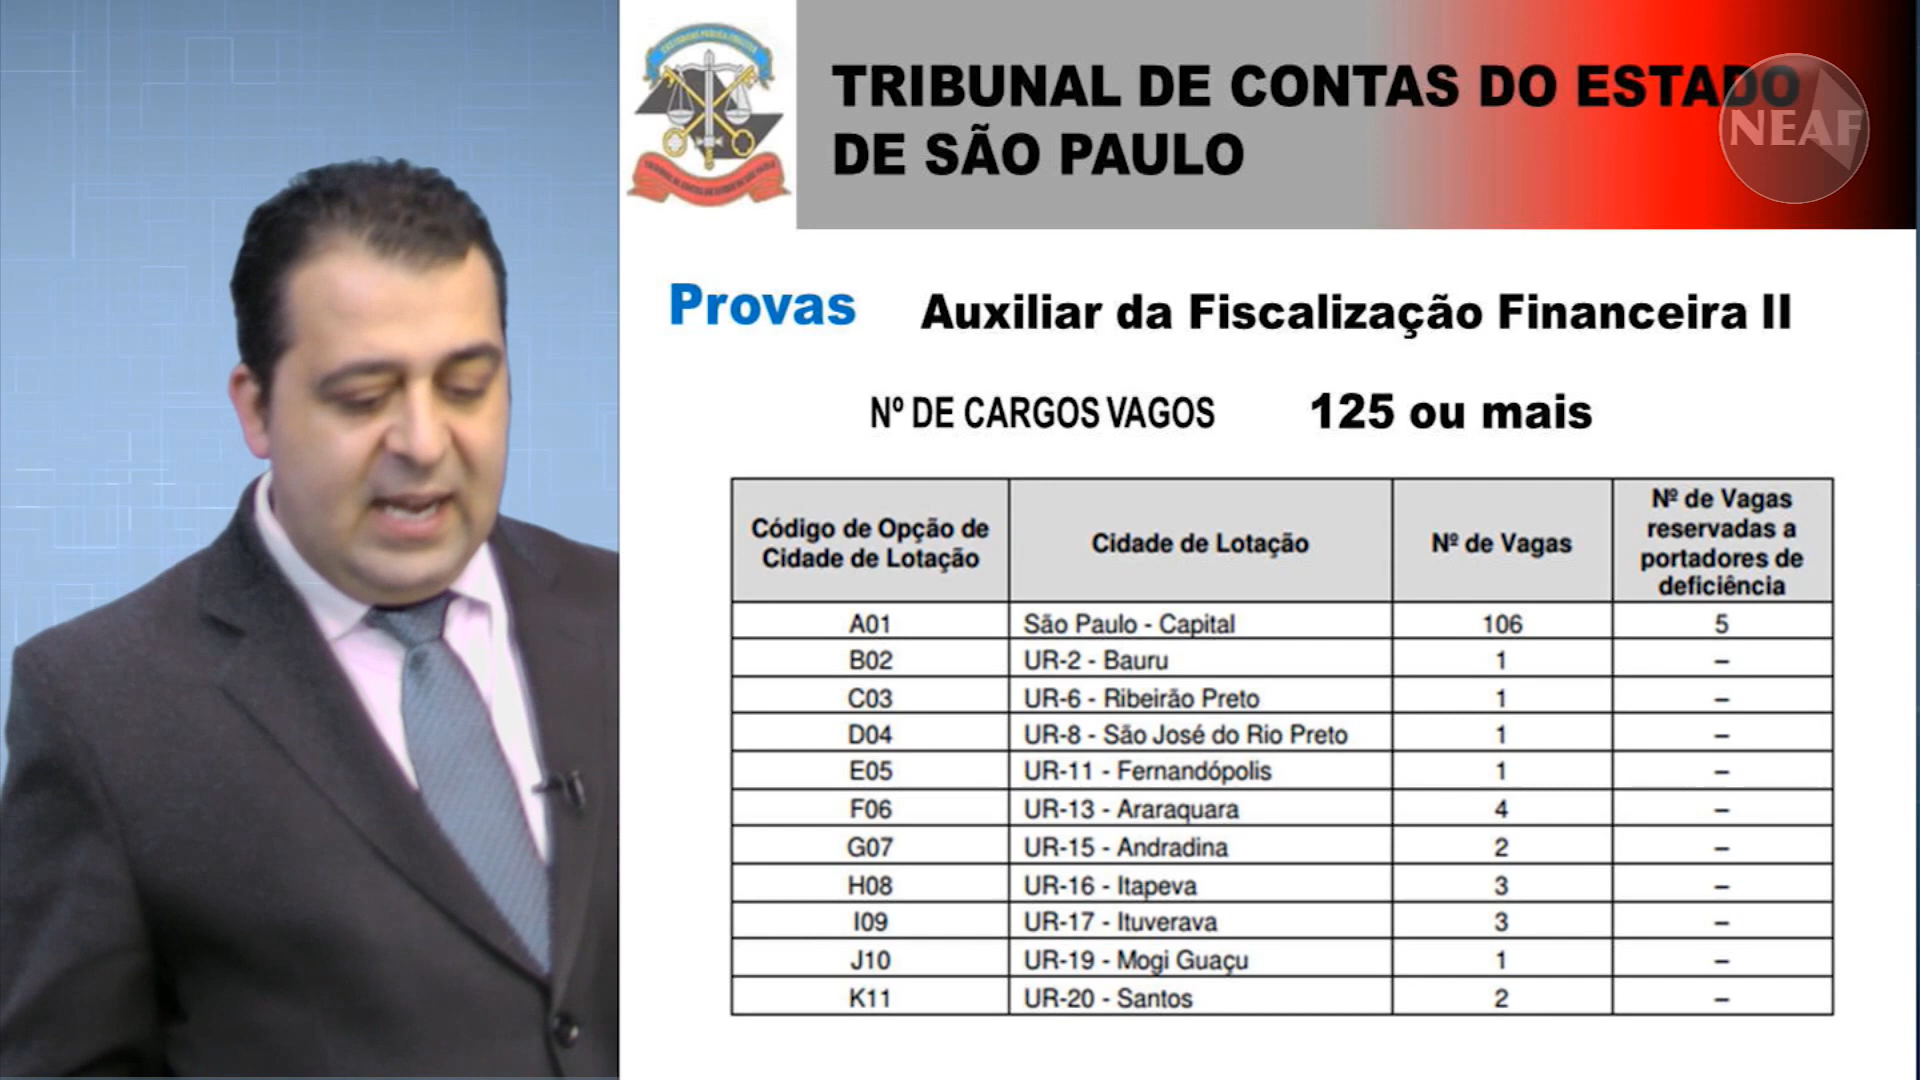 TRIBUNAL DE CONTAS DO ESTADO
DE SÃO PAULO
NEAF
Provas Auxiliar da Fiscalização Financeira II
Nº DE CARGOS VAGOS 125 ou mais
Código de Opção de
Cidade de Lotação
Cidade de Lotação
Nº de Vagas
Nº de Vagas
reservadas a
portadores de
deficiência
A01 São Paulo - Capital 106 5
B02 UR-2 - Bauru 1 –
C03 UR-6 - Ribeirão Preto 1 –
D04 UR-8 - São José do Rio Preto 1 –
E05 UR-11 - Fernandópolis 1 –
F06 UR-13 - Araraquara 4 –
G07 UR-15 - Andradina 2 –
H08 UR-16 - Itapeva 3 –
I09 UR-17 - Ituverava 3 –
J10 UR-19 - Mogi Guaçu 1 –
K11 UR-20 - Santos 2 –